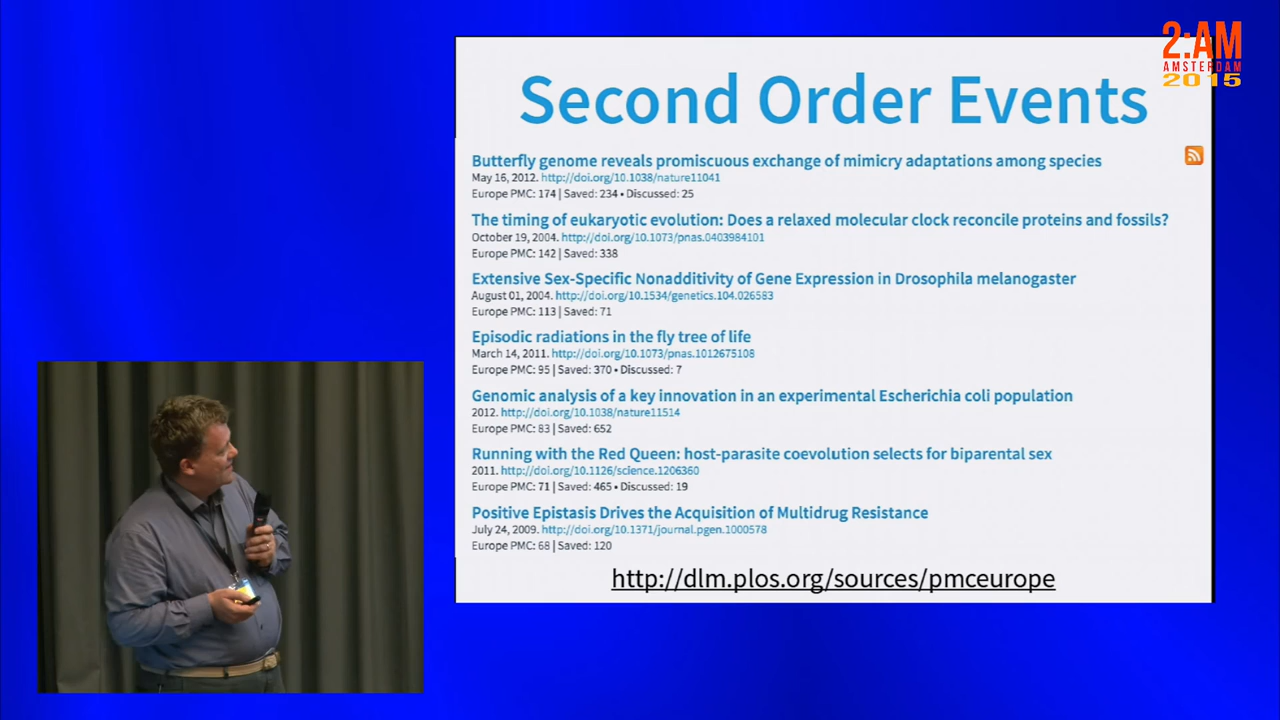 2:AM
AMSTERDAM
2015
Second Order Events
Butterfly genome reveals promiscuous exchange of mimicry adaptations among species
May 16, 2012. http://doi.org/10.1038/nature11041
Europe PMC: 174 | Saved: 234 • Discussed: 25
The timing of eukaryotic evolution: Does a relaxed molecular clock reconcile proteins and fossils?
October 19, 2004. http://doi.org/10.1073/pnas.0403984101
Europe PMC: 142 | Saved: 338
Extensive Sex-Specific Nonadditivity of Gene Expression in Drosophila melanogaster
August 01, 2004. http://doi.org/10.1534/genetics.104.026583
Europe PMC: 113 | Saved: 71
Episodic radiations in the fly tree of life
March 14, 2011. http://doi.org/10.1073/pnas.1012675108
Europe PMC: 95 | Saved: 370 • Discussed: 7
Genomic analysis of a key innovation in an experimental Escherichia coli population
2012. http://doi.org/10.1038/nature11514
Europe PMC: 83 | Saved: 652
Running with the Red Queen: host-parasite coevolution selects for biparental sex
2011. http://doi.org/10.1126/science.1206360
Europe PMC: 71 | Saved: 465 • Discussed: 19
Positive Epistasis Drives the Acquisition of Multidrug Resistance
July 24, 2009. http://doi.org/10.1371/journal.pgen.1000578
Europe PMC: 68 | Saved: 120
http://dlm.plos.org/sources/pmceurope